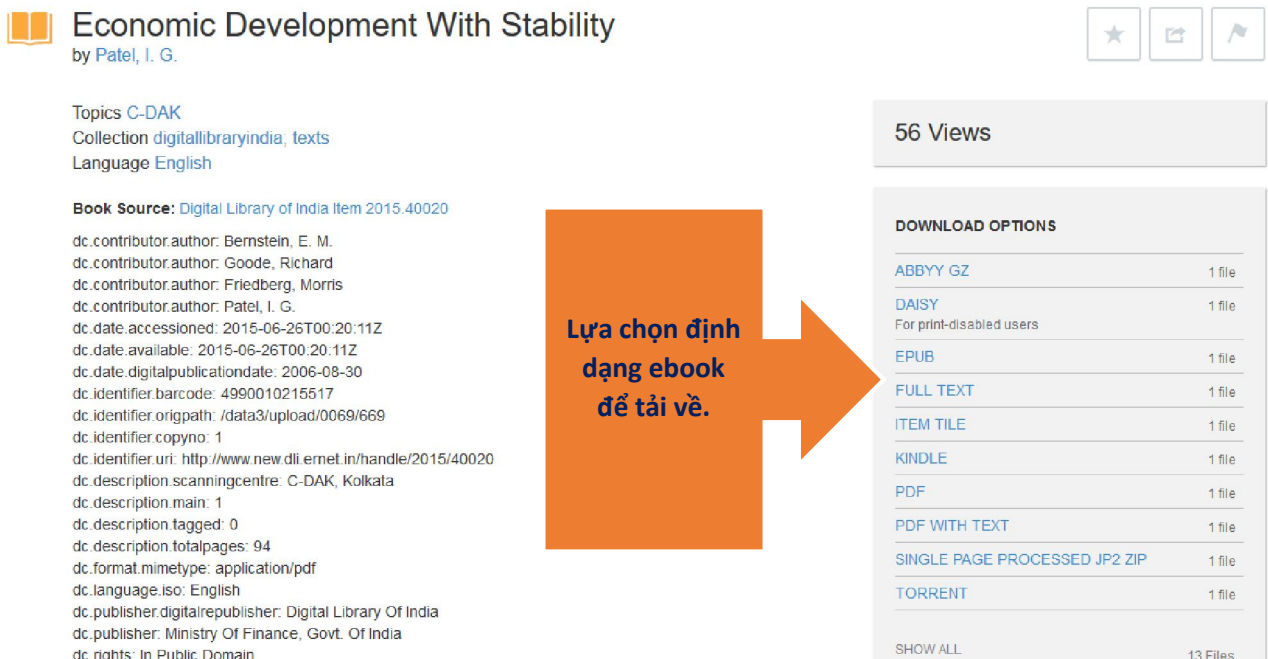 Economic Development With Stability
by Patel, I. G.
Topics C-DAK
Collection digitallibraryindia; texts
Language English
Book Source: Digital Library of India Item 2015.40020
dc.contributor.author: Bernstein, E. M.
dc.contributor.author: Goode, Richard
dc.contributor.author: Friedberg, Morris
dc.contributor.author: Patel, I. G.
dc.date.accessioned: 2015-06-26T00:20:11Z
dc.date.available: 2015-06-26T00:20:11Z
dc.date.digitalpublicationdate: 2006-08-30
dc.identifier.barcode: 4990010215517
dc.identifier.origpath: /data3/upload/0069/669
dc.identifier.copyno: 1
dc.identifier.uri: http://www.new.dli.ernet.in/handle/2015/40020
dc.description.scanningcentre: C-DAK, Kolkata
dc.description.main: 1
dc.description.tagged: 0
dc.description.totalpages: 94
dc.format.mimetype: application/pdf
dc.language.iso: English
dc.publisher.digitalrepublisher: Digital Library Of India
dc.publisher: Ministry Of Finance, Govt. Of India
dc.rights: In Public Domain
Lựa chọn định
dạng ebook
để tải về.
56 Views
DOWNLOAD OPTIONS
ABBYY GZ 1 file
DAISY 1 file
For print-disabled users
EPUB 1 file
FULL TEXT 1 file
ITEM TILE 1 file
KINDLE 1 file
PDF 1 file
PDF WITH TEXT 1 file
SINGLE PAGE PROCESSED JP2 ZIP 1 file
TORRENT 1 file
SHOW ALL 13 Files